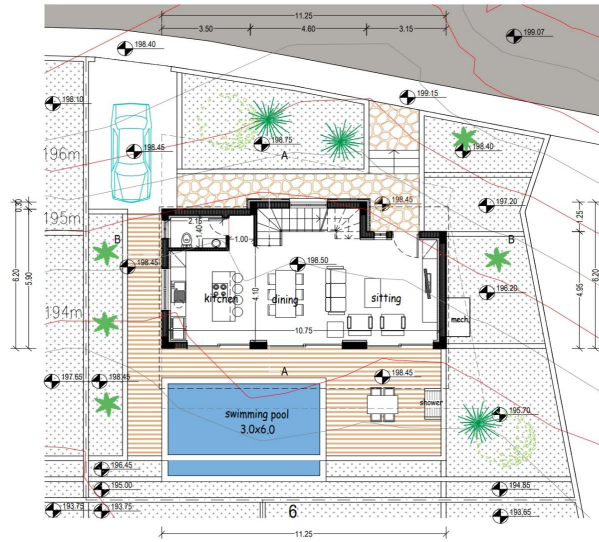 11.25
3.50 4.60 3.15
199.07
198.40
199.15
198.10
198.75
196m 198.45 A 198.40
0.30 195m 2.15 198.45 197.20 1.25
1.40
B 1.00 B
6.20 5.90 198.45 198.50 6.20
kitchen 4.10 dining sitting 196.20 4.95
194m 10.75 mech.
A
197.65 198.45 198.45
shower
swimming pool 195.70
3,0x6,0
196.45
195.00 194.85
193.75 193.75 6 193.65
11.25